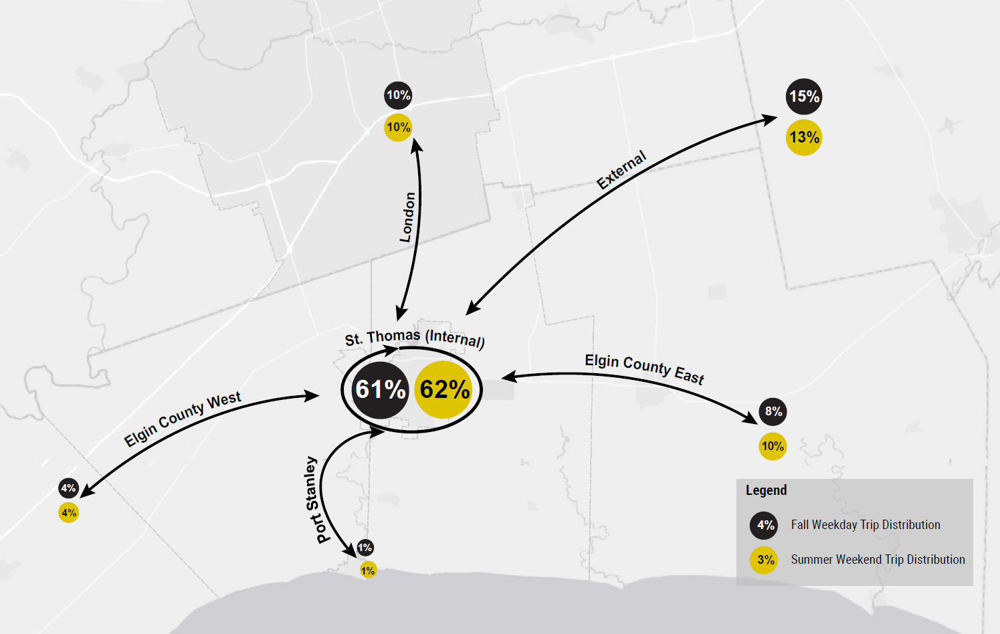 10%
10%
15%
13%
External
London
St. Thomas (Internal)
61%
62%
Elgin County East
8%
10%
Elgin County West
4%
4%
Port Stanley
1%
1%
Legend
4%
Fall Weekday Trip Distribution
3%
Summer Weekend Trip Distribution